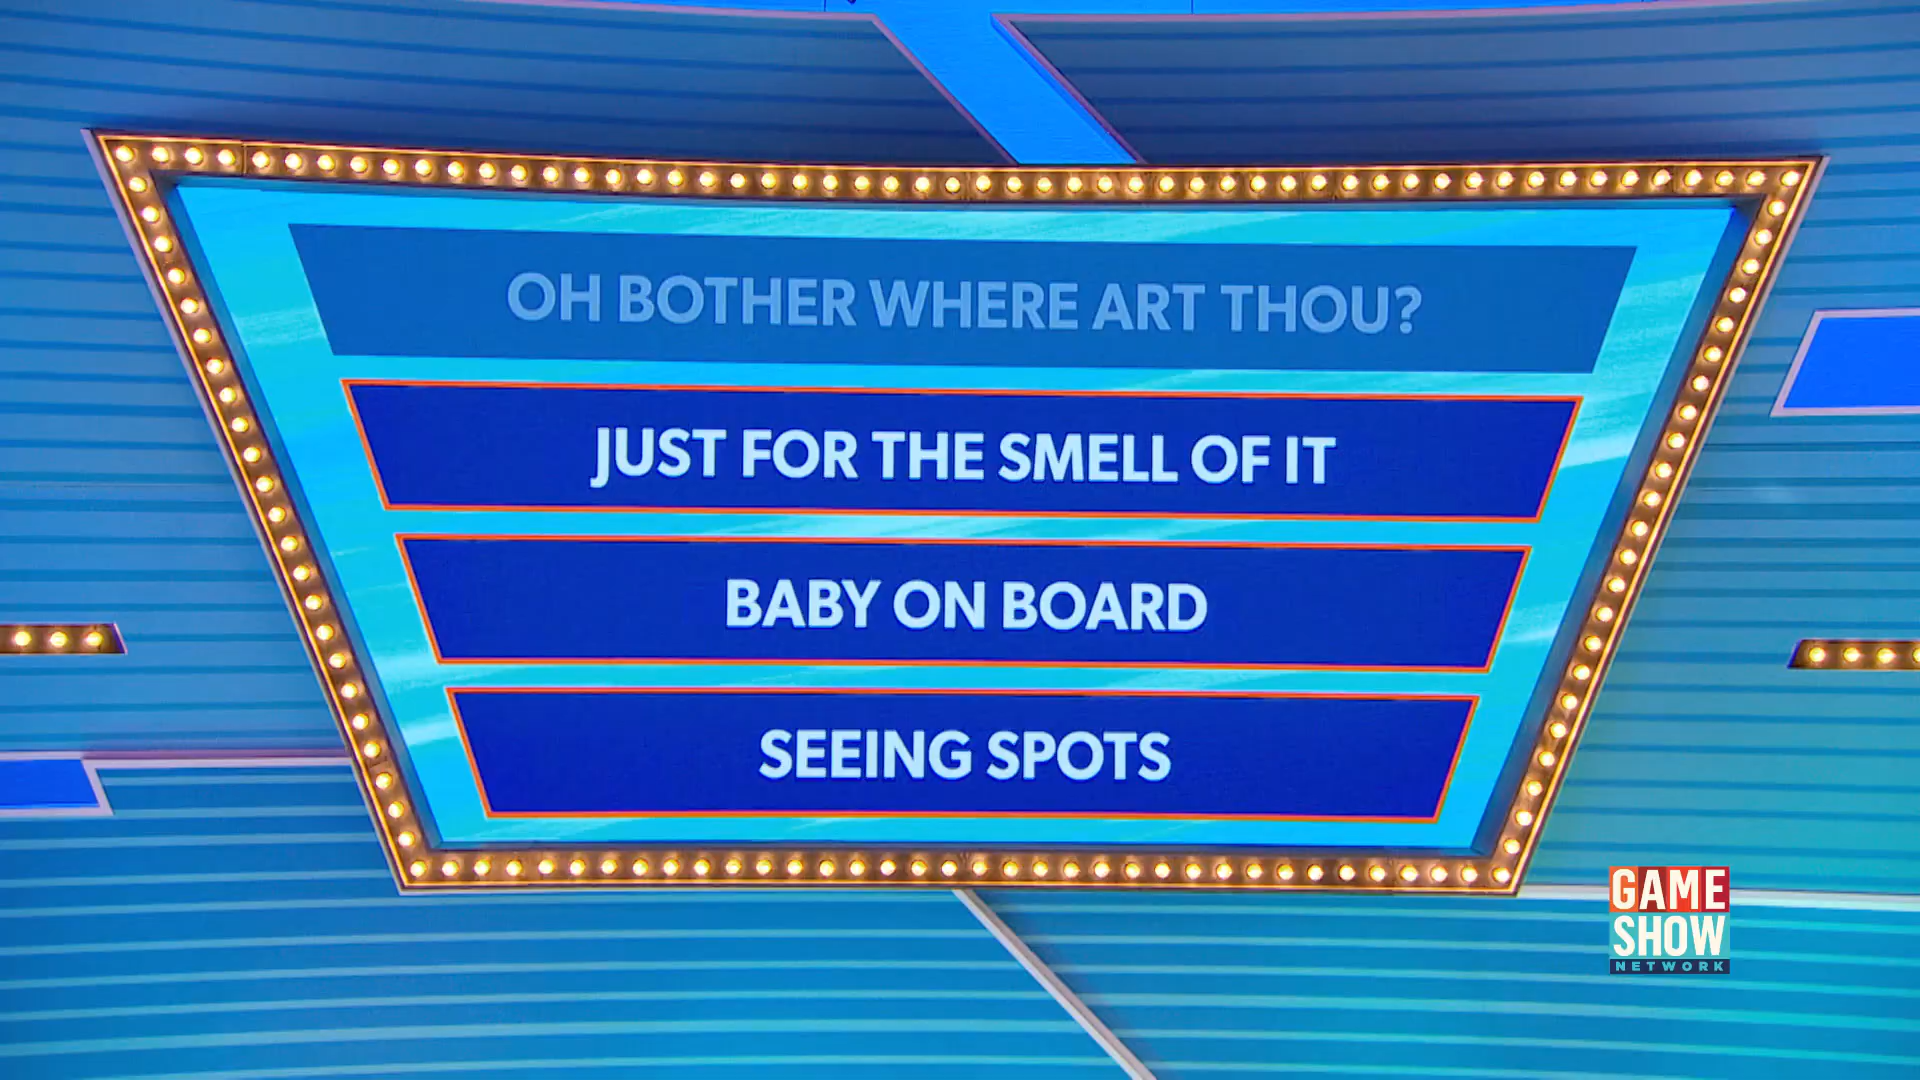 OH BOTHER WHERE ART THOU?
JUST FOR THE SMELL OF IT
BABY ON BOARD
SEEING SPOTS
GAME
SHOW
NETWORK